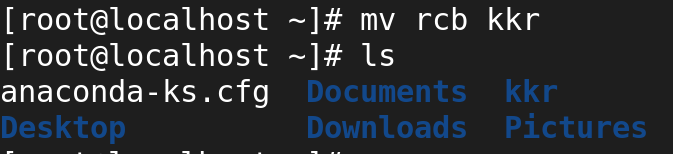 [root@localhost ~]# mv rcb kkr
[root@localhost ~]# ls
anaconda-ks.cfg  Documents  kkr
Desktop          Downloads  Pictures